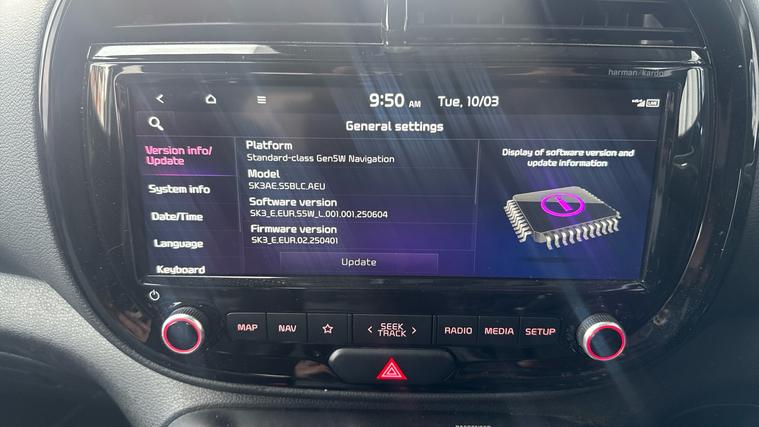 harman/kardon
9:50 AM Tue, 10/03
LIVE
General settings
Version info/
Update
System info
Date/Time
Language
Keyboard
Platform
Standard-class Gen5W Navigation
Model
SK3AE.S5BLC.AEU
Software version
SK3_E.EUR.S5W_L.001.001.250604
Firmware version
SK3_E.EUR.02.250401
Update
Display of software version and
update information
MAP
NAV
SEEK
TRACK
RADIO
MEDIA
SETUP
PASSENGER